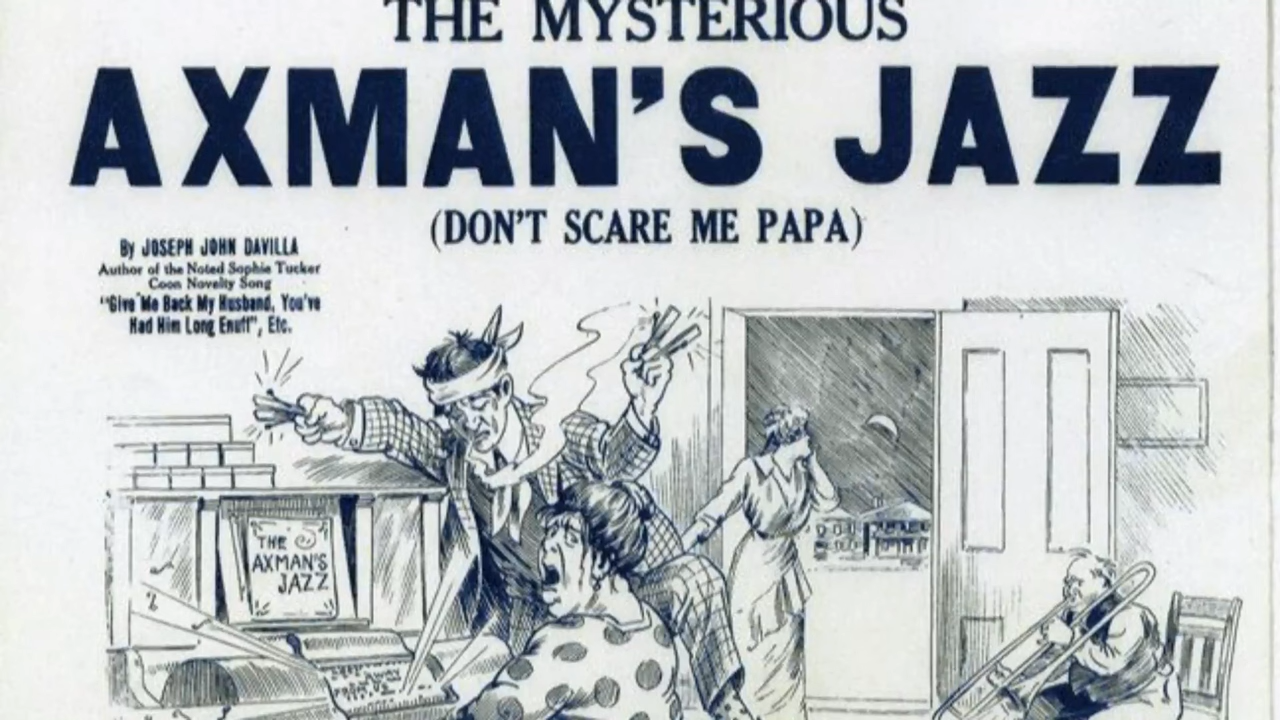 THE MYSTERIOUS
AXMAN'S JAZZ
(DON'T SCARE ME PAPA)
By JOSEPH JOHN DAVILLA
Author of the Noted Sophie Tucker
Coon Novelty Song
"Give Me Back My Husband, You've
Had Him Long Enuff", Etc.
THE
AXMAN'S
JAZZ